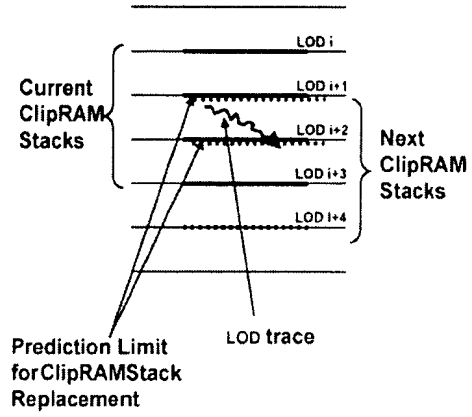 LOD i
Current
ClipRAM
Stacks
LOD i+1
LOD i+2
Next
ClipRAM
Stacks
LOD i+3
LOD i+4
Prediction Limit
for ClipRAMStack
Replacement
LOD trace